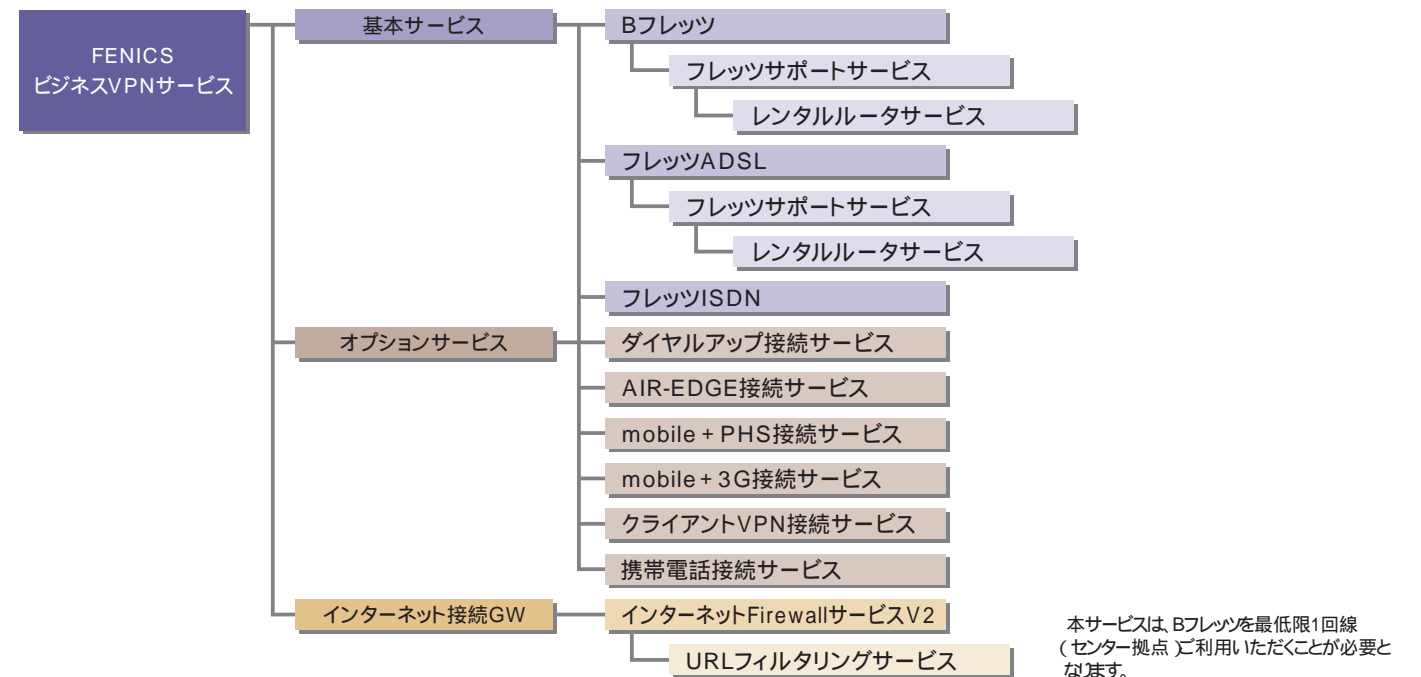 FENICS
ビジネスVPNサービス
基本サービス
Bフレッツ
フレッツサポートサービス
レンタルルータサービス
フレッツADSL
フレッツサポートサービス
レンタルルータサービス
フレッツISDN
オプションサービス
ダイヤルアップ接続サービス
AIR-EDGE接続サービス
mobile+PHS接続サービス
mobile+3G接続サービス
クライアントVPN接続サービス
携帯電話接続サービス
インターネット接続GW
インターネットFirewallサービスV2
URLフィルタリングサービス
本サービスは、Bフレッツを最低限1回線
(センター拠点)ご利用いただくことが必要と
なります。